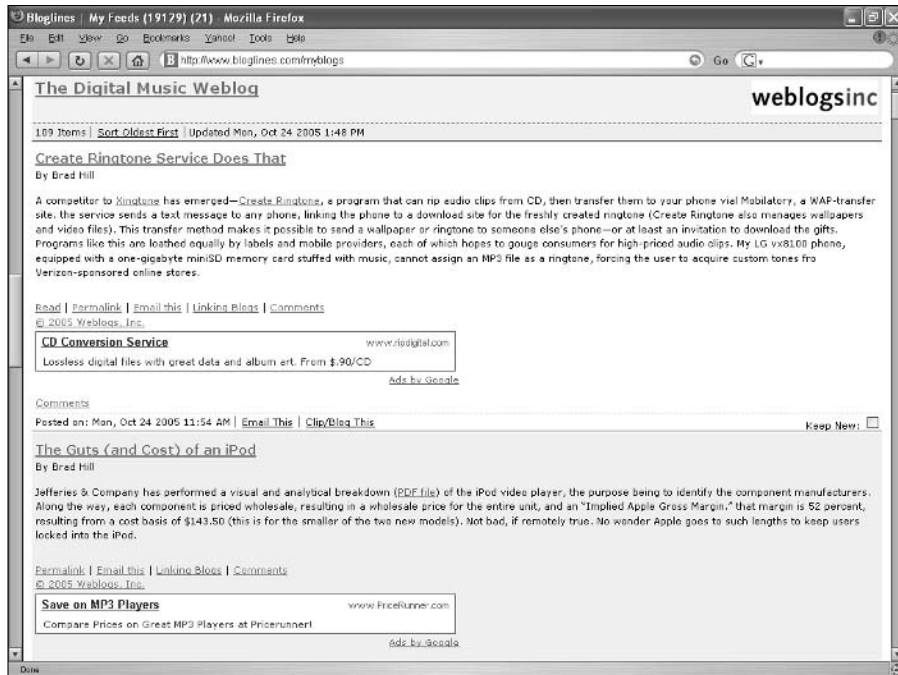 Bloglines | My Feeds (19179) (21) - Mozilla Firefox
File Edit View Go Bookmarks Yahoo! Tools Help
http://www.bloglines.com/myblogs
Go
The Digital Music Weblog
weblogsinc
109 Items | Sort Oldest First | Updated Mon, Oct 24 2005 1:48 PM
Create Ringtone Service Does That
By Brad Hill
A competitor to Xingtone has emerged—Create Ringtone, a program that can rip audio clips from CD, then transfer them to your phone vial Mobilatory, a WAP-transfer
site. the service sends a text message to any phone, linking the phone to a download site for the freshly created ringtone (Create Ringtone also manages wallpapers
and video files). This transfer method makes it possible to send a wallpaper or ringtone to someone else's phone—or at least an invitation to download the gifts.
Programs like this are loathed equally by labels and mobile providers, each of which hopes to gouge consumers for high-priced audio clips. My LG vx8100 phone,
equipped with a one-gigabyte miniSD memory card stuffed with music, cannot assign an MP3 file as a ringtone, forcing the user to acquire custom tones fro
Verizon-sponsored online stores.
Read | Permalink | Email this | Linking Blogs | Comments
© 2005 Weblogs, Inc.
CD Conversion Service www.ripdigital.com
Lossless digital files with great data and album art. From $.90/CD
Ads by Google
Comments
Posted on: Mon, Oct 24 2005 11:54 AM | Email This | Clip/Blog This Keep New:
The Guts (and Cost) of an iPod
By Brad Hill
Jefferies & Company has performed a visual and analytical breakdown (PDF file) of the iPod video player, the purpose being to identify the component manufacturers.
Along the way, each component is priced wholesale, resulting in a wholesale price for the entire unit, and an "Implied Apple Gross Margin." that margin is 52 percent,
resulting from a cost basis of $143.50 (this is for the smaller of the two new models). Not bad, if remotely true. No wonder Apple goes to such lengths to keep users
locked into the iPod.
Permalink | Email this | Linking Blogs | Comments
© 2005 Weblogs, Inc.
Save on MP3 Players www.PriceRunner.com
Compare Prices on Great MP3 Players at Pricerunner!
Ads by Google
Done